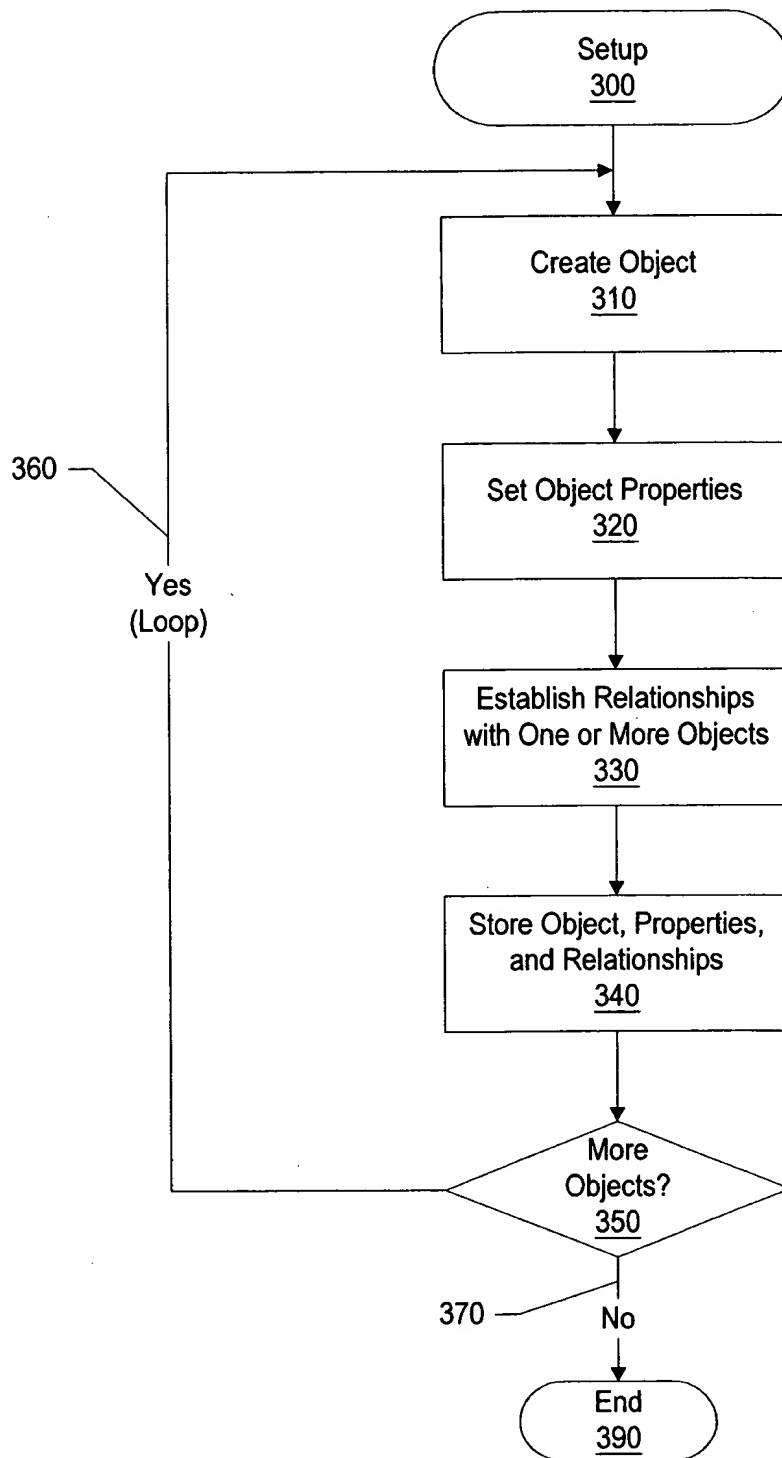 Setup
300
Create Object
310
Set Object Properties
320
360
Yes
(Loop)
Establish Relationships
with One or More Objects
330
Store Object, Properties,
and Relationships
340
More
Objects?
350
370
No
End
390